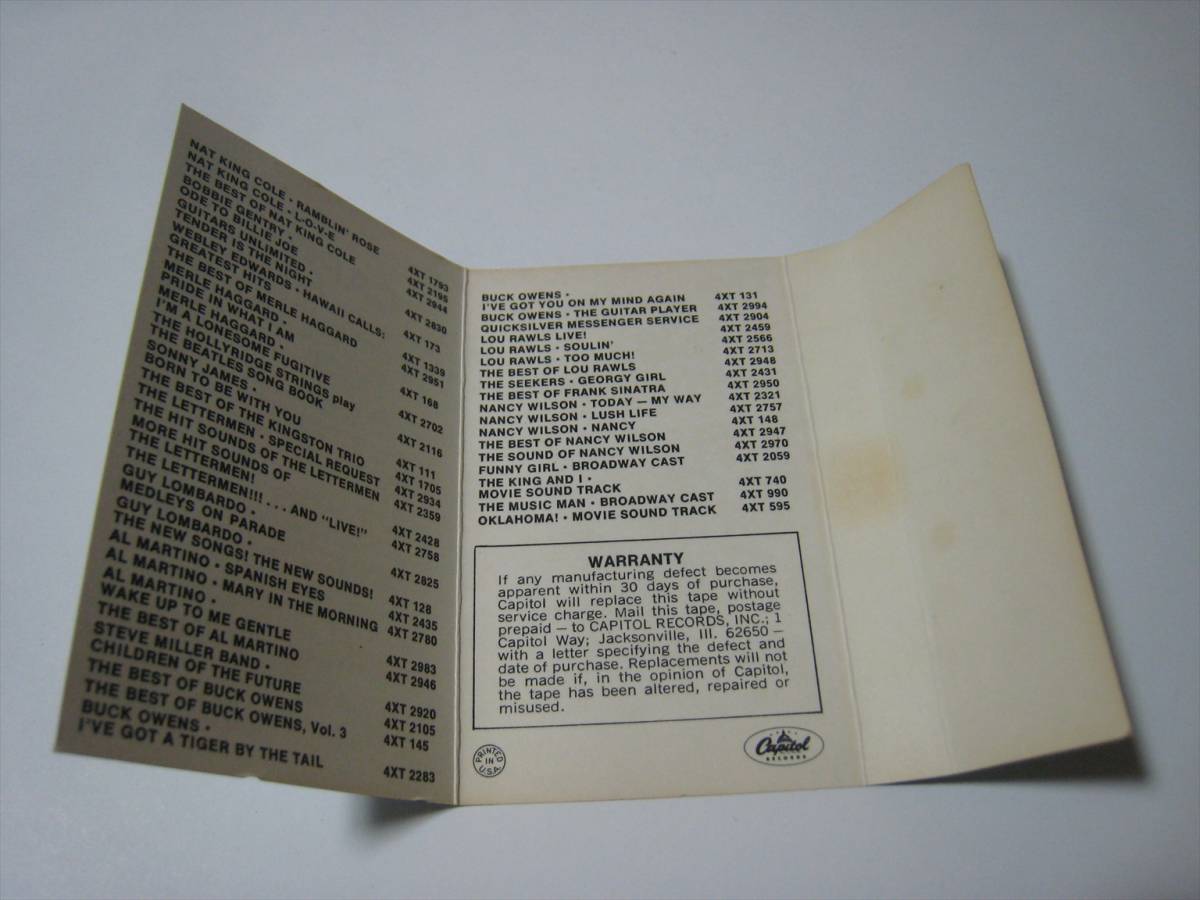 NAT KING COLE • RAMBLIN' ROSE 4XT 1793
NAT KING COLE • L-O-V-E 4XT 2195
THE BEST OF NAT KING COLE 4XT 2944
BOBBIE GENTRY •
ODE TO BILLIE JOE 4XT 2830
GUITARS UNLIMITED •
TENDER IS THE NIGHT 4XT 173
WEBLEY EDWARDS • HAWAII CALLS:
GREATEST HITS 4XT 1339
THE BEST OF MERLE HAGGARD 4XT 2951
MERLE HAGGARD •
PRIDE IN WHAT I AM 4XT 168
MERLE HAGGARD •
I'M A LONESOME FUGITIVE 4XT 2702
THE HOLLYRIDGE STRINGS play
THE BEATLES SONG BOOK 4XT 2116
SONNY JAMES •
BORN TO BE WITH YOU 4XT 111
THE BEST OF THE KINGSTON TRIO 4XT 1705
THE LETTERMEN • SPECIAL REQUEST 4XT 2934
THE HIT SOUNDS OF THE LETTERMEN 4XT 2359
MORE HIT SOUNDS OF
THE LETTERMEN! 4XT 2428
THE LETTERMEN!!! . . . AND "LIVE!" 4XT 2758
GUY LOMBARDO •
MEDLEYS ON PARADE 4XT 2825
GUY LOMBARDO •
THE NEW SONGS! THE NEW SOUNDS! 4XT 128
AL MARTINO • SPANISH EYES 4XT 2435
AL MARTINO • MARY IN THE MORNING 4XT 2780
AL MARTINO •
WAKE UP TO ME GENTLE 4XT 2983
THE BEST OF AL MARTINO 4XT 2946
STEVE MILLER BAND •
CHILDREN OF THE FUTURE 4XT 2920
THE BEST OF BUCK OWENS 4XT 2105
THE BEST OF BUCK OWENS, Vol. 3 4XT 145
BUCK OWENS •
I'VE GOT A TIGER BY THE TAIL 4XT 2283
BUCK OWENS •
I'VE GOT YOU ON MY MIND AGAIN 4XT 131
BUCK OWENS • THE GUITAR PLAYER 4XT 2994
QUICKSILVER MESSENGER SERVICE 4XT 2904
LOU RAWLS LIVE! 4XT 2459
LOU RAWLS • SOULIN' 4XT 2566
LOU RAWLS • TOO MUCH! 4XT 2713
THE BEST OF LOU RAWLS 4XT 2948
THE SEEKERS • GEORGY GIRL 4XT 2431
THE BEST OF FRANK SINATRA 4XT 2950
NANCY WILSON • TODAY — MY WAY 4XT 2321
NANCY WILSON • LUSH LIFE 4XT 2757
NANCY WILSON • NANCY 4XT 148
THE BEST OF NANCY WILSON 4XT 2947
THE SOUND OF NANCY WILSON 4XT 2970
FUNNY GIRL • BROADWAY CAST 4XT 2059
THE KING AND I •
MOVIE SOUND TRACK 4XT 740
THE MUSIC MAN • BROADWAY CAST 4XT 990
OKLAHOMA! • MOVIE SOUND TRACK 4XT 595
WARRANTY
If any manufacturing defect becomes
apparent within 30 days of purchase,
Capitol will replace this tape without
service charge. Mail this tape, postage
prepaid — to CAPITOL RECORDS, INC.; 1
Capitol Way; Jacksonville, Ill. 62650 —
with a letter specifying the defect and
date of purchase. Replacements will not
be made if, in the opinion of Capitol,
the tape has been altered, repaired or
misused.
PRINTED
IN
U.S.A.
Capitol
RECORDS